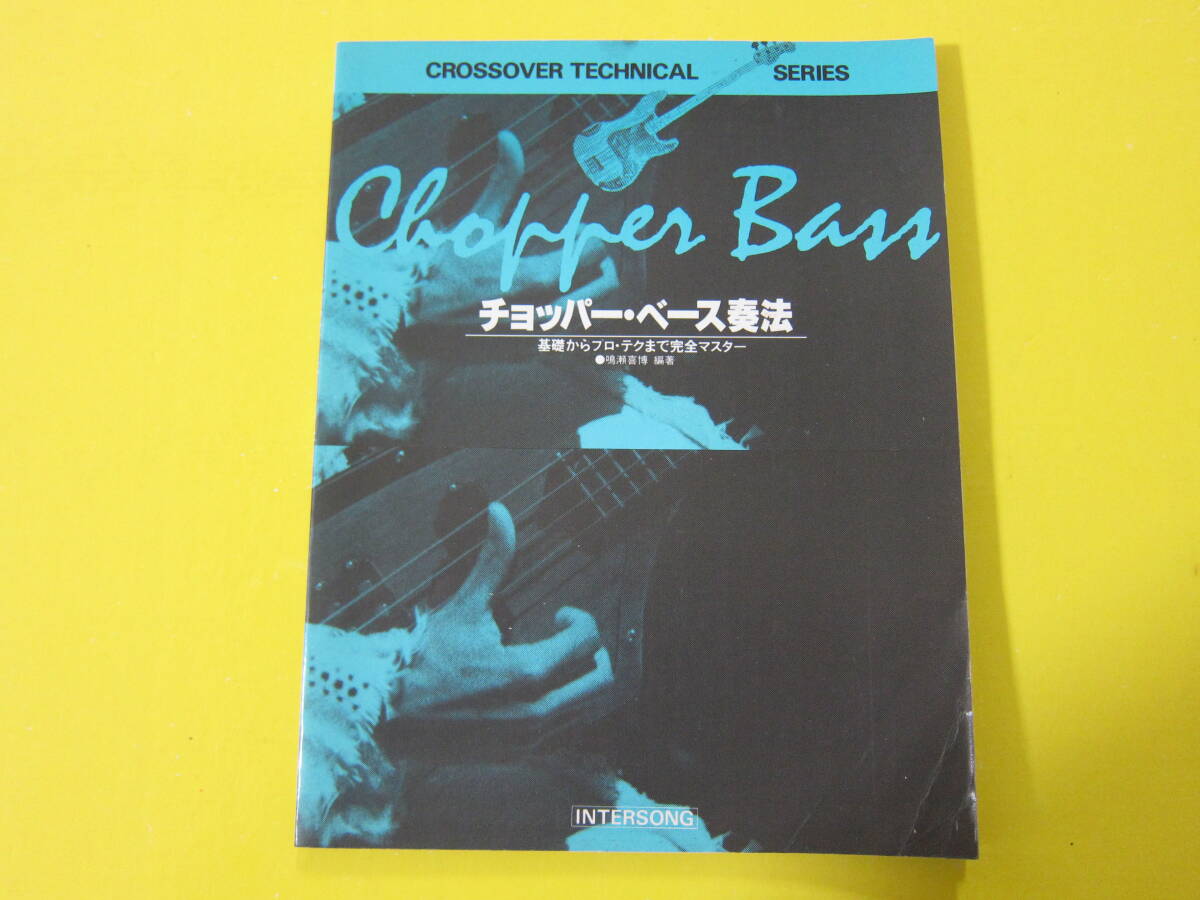 CROSSOVER TECHNICAL SERIES
Chopper Bass
チョッパー・ベース奏法
基礎からプロ・テクまで完全マスター
●鳴瀬喜博 編著
INTERSONG